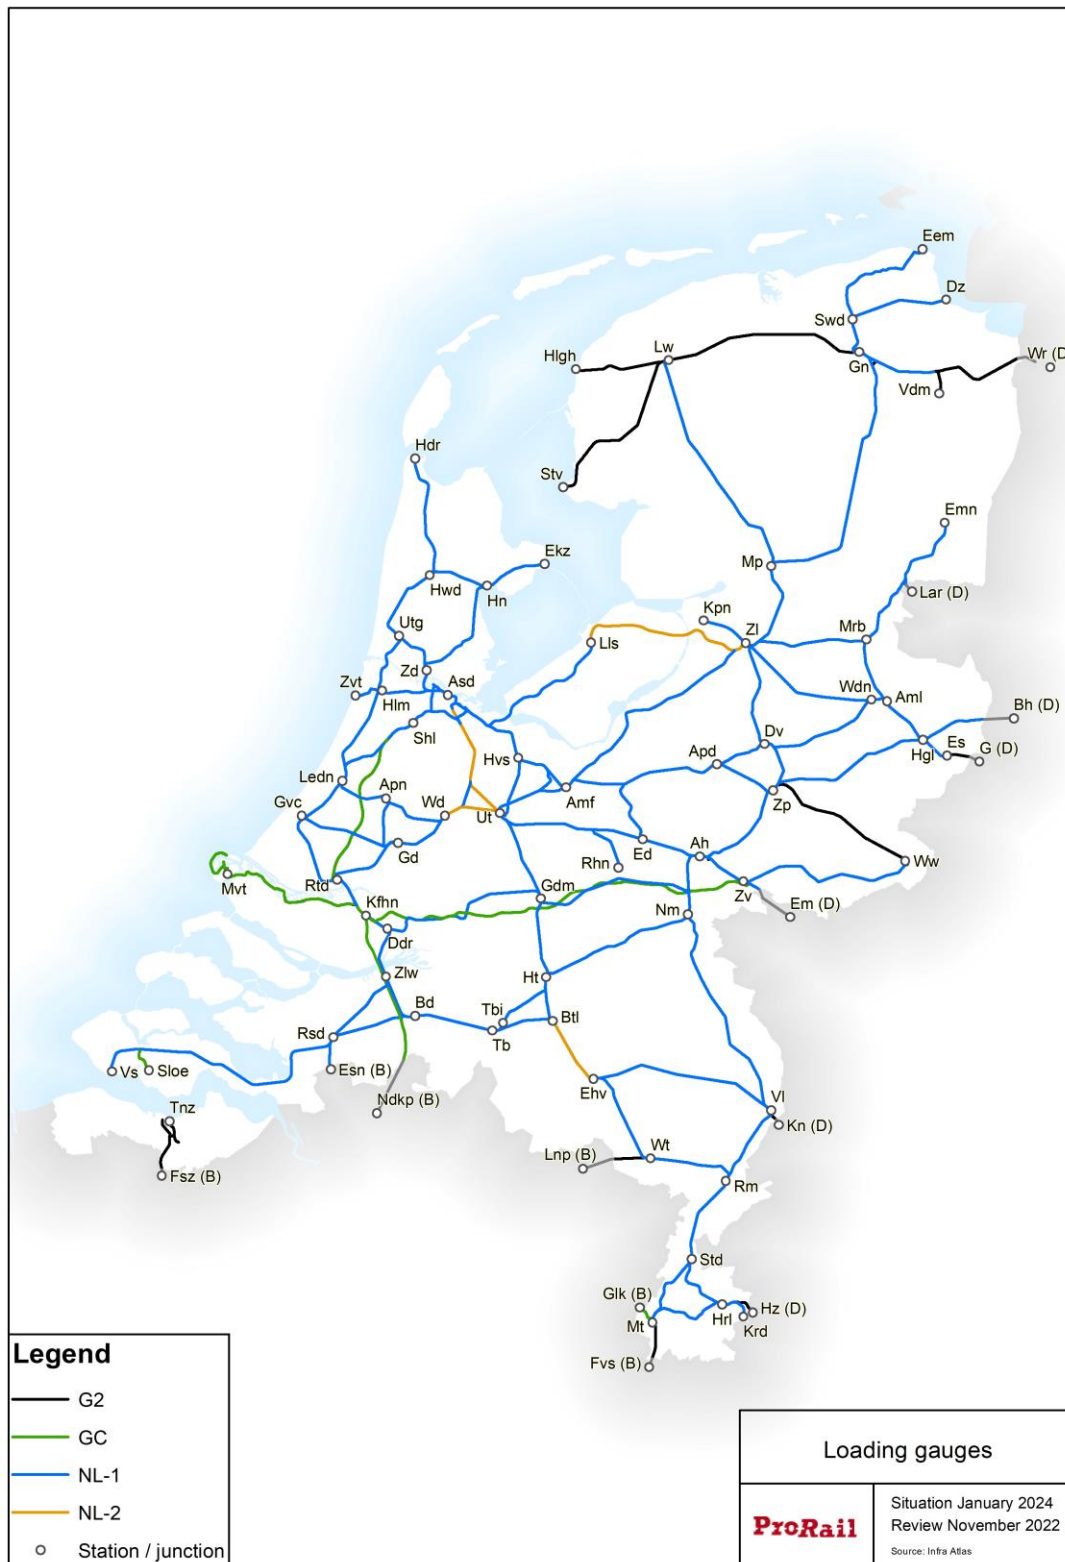 Eem
Dz
Swd
Lw
Hlgh
Gn
Wr (D
Vdm
Hdr
Stv
Emn
Ekz
Mp
Hwd
Hn
Lar (D)
Kpn
Utg
Zl
Mrb
Lls
Zd
Asd
Zvt
Hlm
Wdn
Aml
Bh (D)
Shl
Dv
Es
G (D)
Hgl
Hvs
Apd
Ledn
Apn
Amf
Zp
Gvc
Wd
Ut
Gd
Ed
Ah
Ww
Rhn
Mvt
Rtd
Zv
Em (D)
Kfhn
Gdm
Nm
Ddr
Zlw
Ht
Bd
Tbi
Btl
Rsd
Tb
Vs
Sloe
Esn (B)
Ehv
Ndkp (B)
Tnz
Vl
Kn (D)
Wt
Lnp (B)
Fsz (B)
Rm
Std
Glk (B)
Hz (D)
Mt
Hrl
Krd
Fvs (B)
Legend
G2
GC
NL-1
NL-2
Station / junction
Loading gauges
ProRail
Situation January 2024
Review November 2022
Source: Infra Atlas